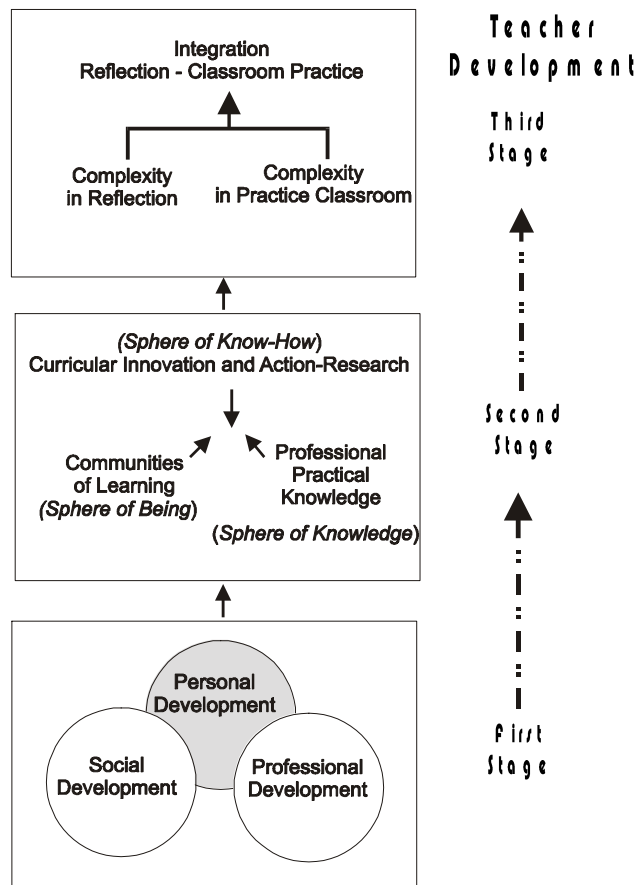 Teacher
Development
Integration
Reflection - Classroom Practice
Complexity
in Reflection
Complexity
in Practice Classroom
Third
Stage
(Sphere of Know-How)
Curricular Innovation and Action-Research
Communities
of Learning
(Sphere of Being)
Professional
Practical
Knowledge
(Sphere of Knowledge)
Second
Stage
Personal
Development
Social
Development
Professional
Development
First
Stage